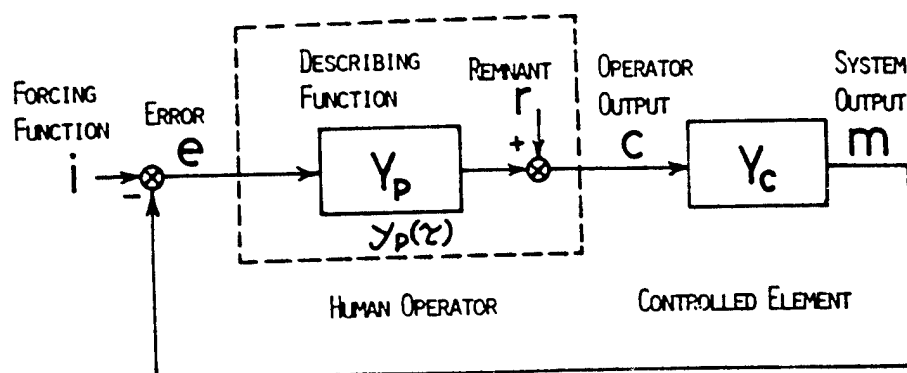 FORCING
FUNCTION
i
ERROR
e
-
DESCRIBING
FUNCTION
Yp
yp(τ)
REMNANT
r
+
OPERATOR
OUTPUT
c
Yc
SYSTEM
OUTPUT
m
HUMAN OPERATOR
CONTROLLED ELEMENT